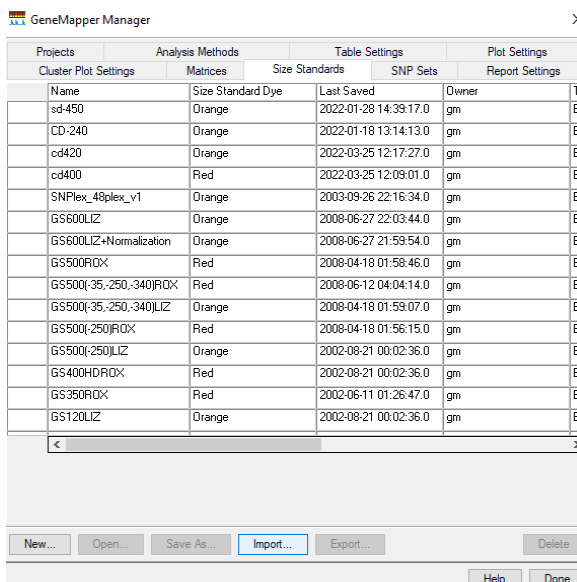 GeneMapper Manager
Projects Analysis Methods Table Settings Plot Settings
Cluster Plot Settings Matrices Size Standards SNP Sets Report Settings
Name Size Standard Dye Last Saved Owner
sd-450 Orange 2022-01-28 14:39:17.0 gm
CD-240 Orange 2022-01-18 13:14:13.0 gm
cd420 Orange 2022-03-25 12:17:27.0 gm
cd400 Red 2022-03-25 12:09:01.0 gm
SNPlex_48plex_v1 Orange 2003-09-26 22:16:34.0 gm
GS600LIZ Orange 2008-06-27 22:03:44.0 gm
GS600LIZ+Normalization Orange 2008-06-27 21:59:54.0 gm
GS500ROX Red 2008-04-18 01:58:46.0 gm
GS500(-35,-250,-340)ROX Red 2008-06-12 04:04:14.0 gm
GS500(-35,-250,-340)LIZ Orange 2008-04-18 01:59:07.0 gm
GS500(-250)ROX Red 2008-04-18 01:56:15.0 gm
GS500(-250)LIZ Orange 2002-08-21 00:02:36.0 gm
GS400HDROX Red 2002-08-21 00:02:36.0 gm
GS350ROX Red 2002-06-11 01:26:47.0 gm
GS120LIZ Orange 2002-08-21 00:02:36.0 gm
New... Open... Save As... Import... Export... Delete
Help Done